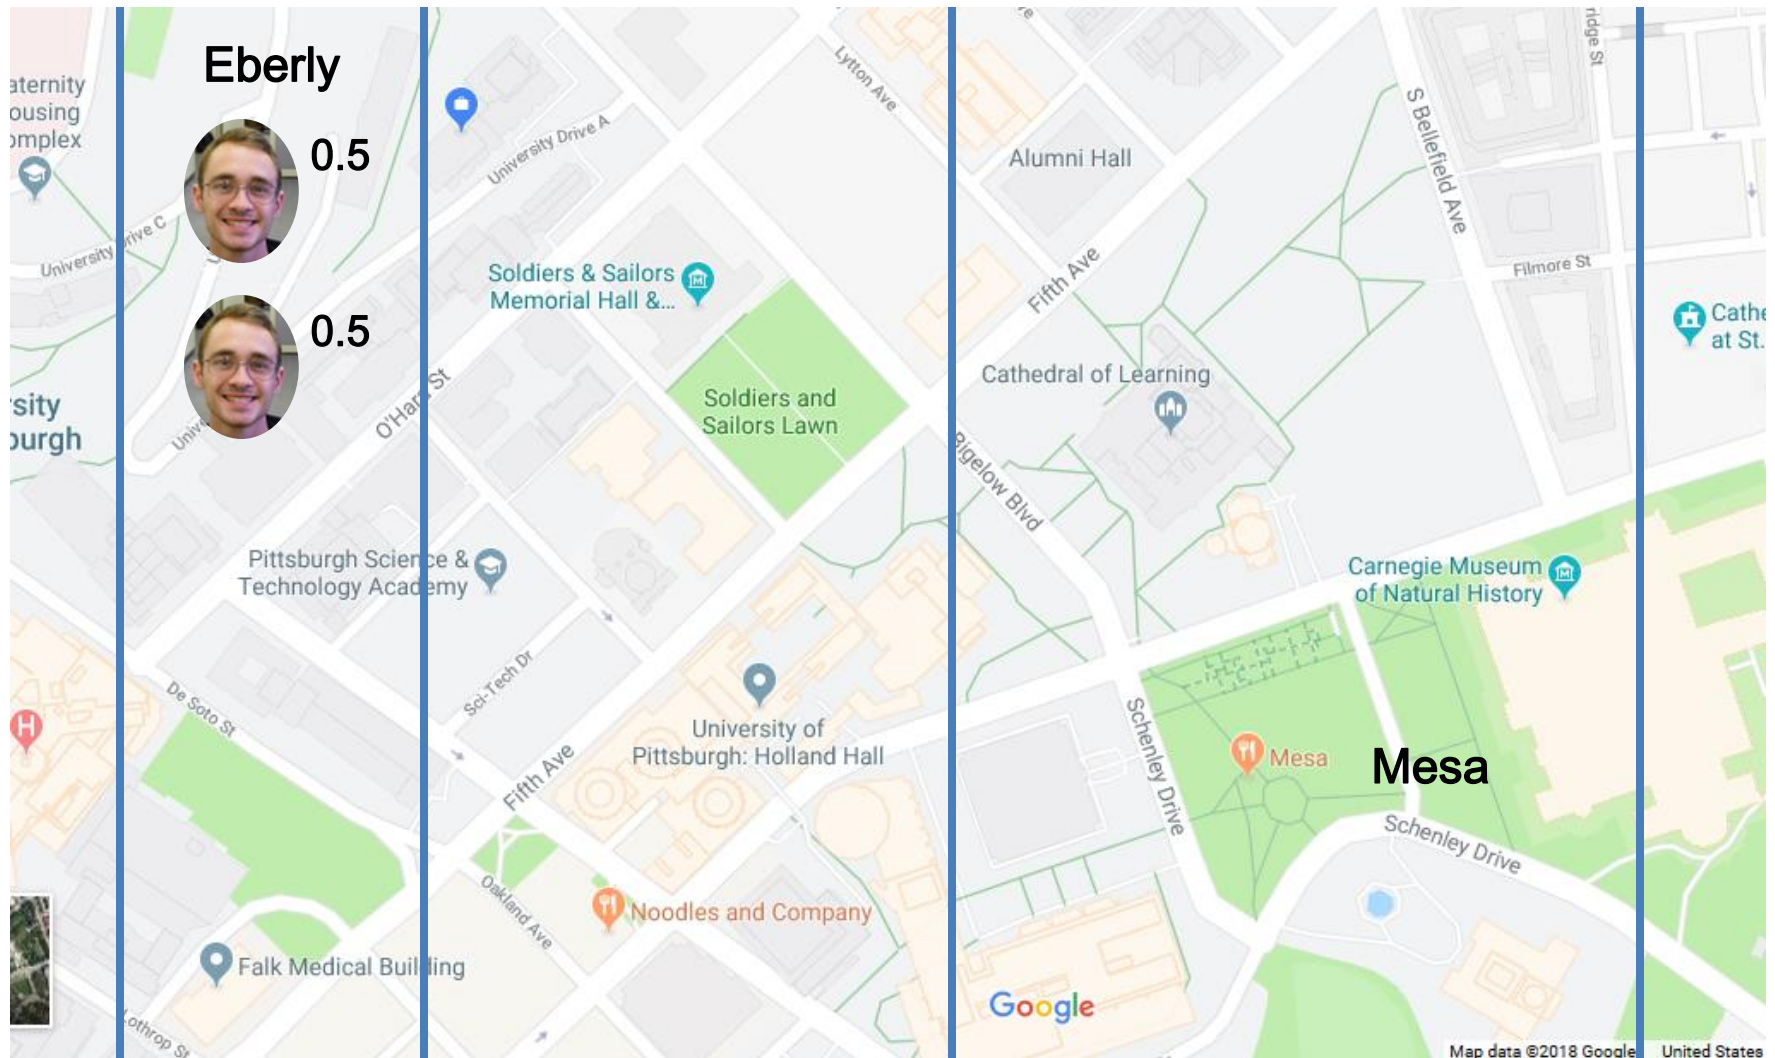 Eberly
0.5
0.5
Mesa
aternity
ousing
omplex
University Drive C
rsity
burgh
University Drive A
Lytton Ave
Alumni Hall
S Bellefield Ave
ridge St
Filmore St
Cathe
at St.
Soldiers & Sailors
Memorial Hall &...
Fifth Ave
Cathedral of Learning
Soldiers and
Sailors Lawn
O'Hara St
Univ
Bigelow Blvd
Pittsburgh Science &
Technology Academy
Carnegie Museum
of Natural History
Sci-Tech Dr
De Soto St
H
University of
Pittsburgh: Holland Hall
Fifth Ave
Schenley Drive
Mesa
Schenley Drive
Oakland Ave
Noodles and Company
Falk Medical Building
Lothrop St
Google
Map data ©2018 Google
United States